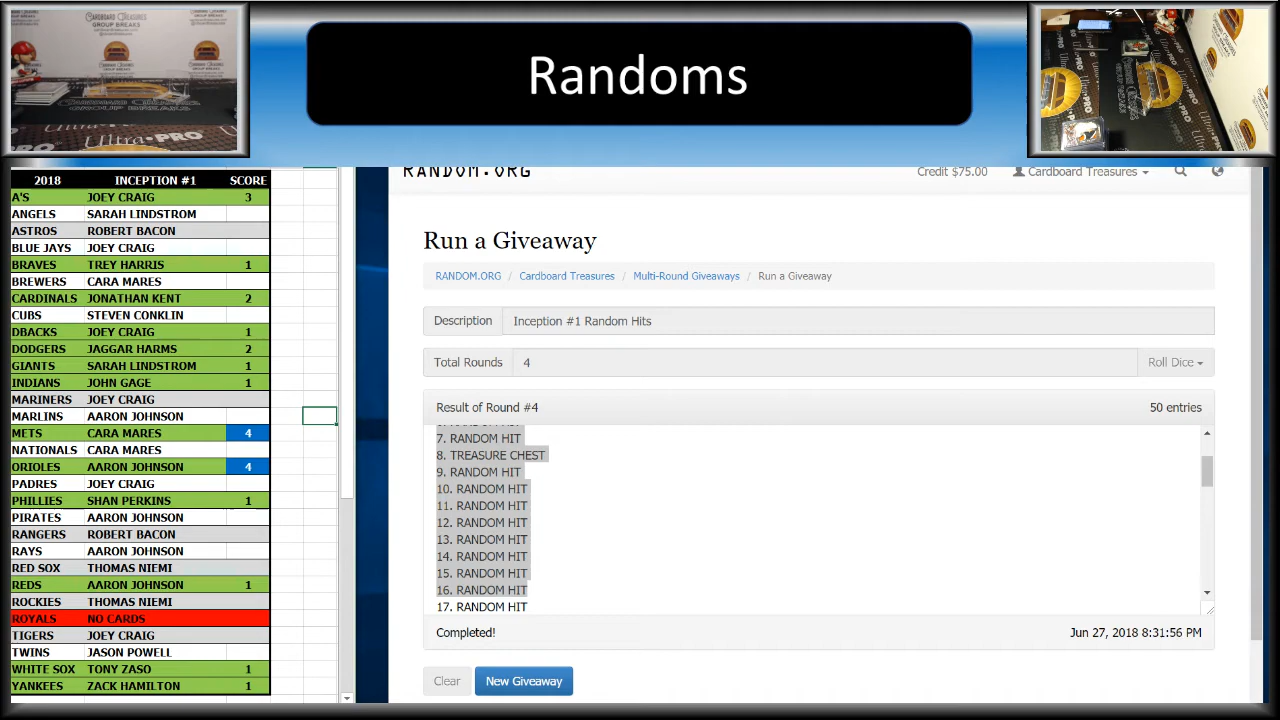 CARDBOARD TREASURES
GROUP BREAKS
Ultra•PRO
Randoms
2018 INCEPTION #1 SCORE
A'S JOEY CRAIG 3
ANGELS SARAH LINDSTROM
ASTROS ROBERT BACON
BLUE JAYS JOEY CRAIG
BRAVES TREY HARRIS 1
BREWERS CARA MARES
CARDINALS JONATHAN KENT 2
CUBS STEVEN CONKLIN
DBACKS JOEY CRAIG 1
DODGERS JAGGAR HARMS 2
GIANTS SARAH LINDSTROM 1
INDIANS JOHN GAGE 1
MARINERS JOEY CRAIG
MARLINS AARON JOHNSON
METS CARA MARES 4
NATIONALS CARA MARES
ORIOLES AARON JOHNSON 4
PADRES JOEY CRAIG
PHILLIES SHAN PERKINS 1
PIRATES AARON JOHNSON
RANGERS ROBERT BACON
RAYS AARON JOHNSON
RED SOX THOMAS NIEMI
REDS AARON JOHNSON 1
ROCKIES THOMAS NIEMI
ROYALS NO CARDS
TIGERS JOEY CRAIG
TWINS JASON POWELL
WHITE SOX TONY ZASO 1
YANKEES ZACK HAMILTON 1
RANDOM.ORG
Credit $75.00 Cardboard Treasures
Run a Giveaway
RANDOM.ORG / Cardboard Treasures / Multi-Round Giveaways / Run a Giveaway
Description Inception #1 Random Hits
Total Rounds 4 Roll Dice
Result of Round #4 50 entries
7. RANDOM HIT
8. TREASURE CHEST
9. RANDOM HIT
10. RANDOM HIT
11. RANDOM HIT
12. RANDOM HIT
13. RANDOM HIT
14. RANDOM HIT
15. RANDOM HIT
16. RANDOM HIT
17. RANDOM HIT
Completed! Jun 27, 2018 8:31:56 PM
Clear New Giveaway